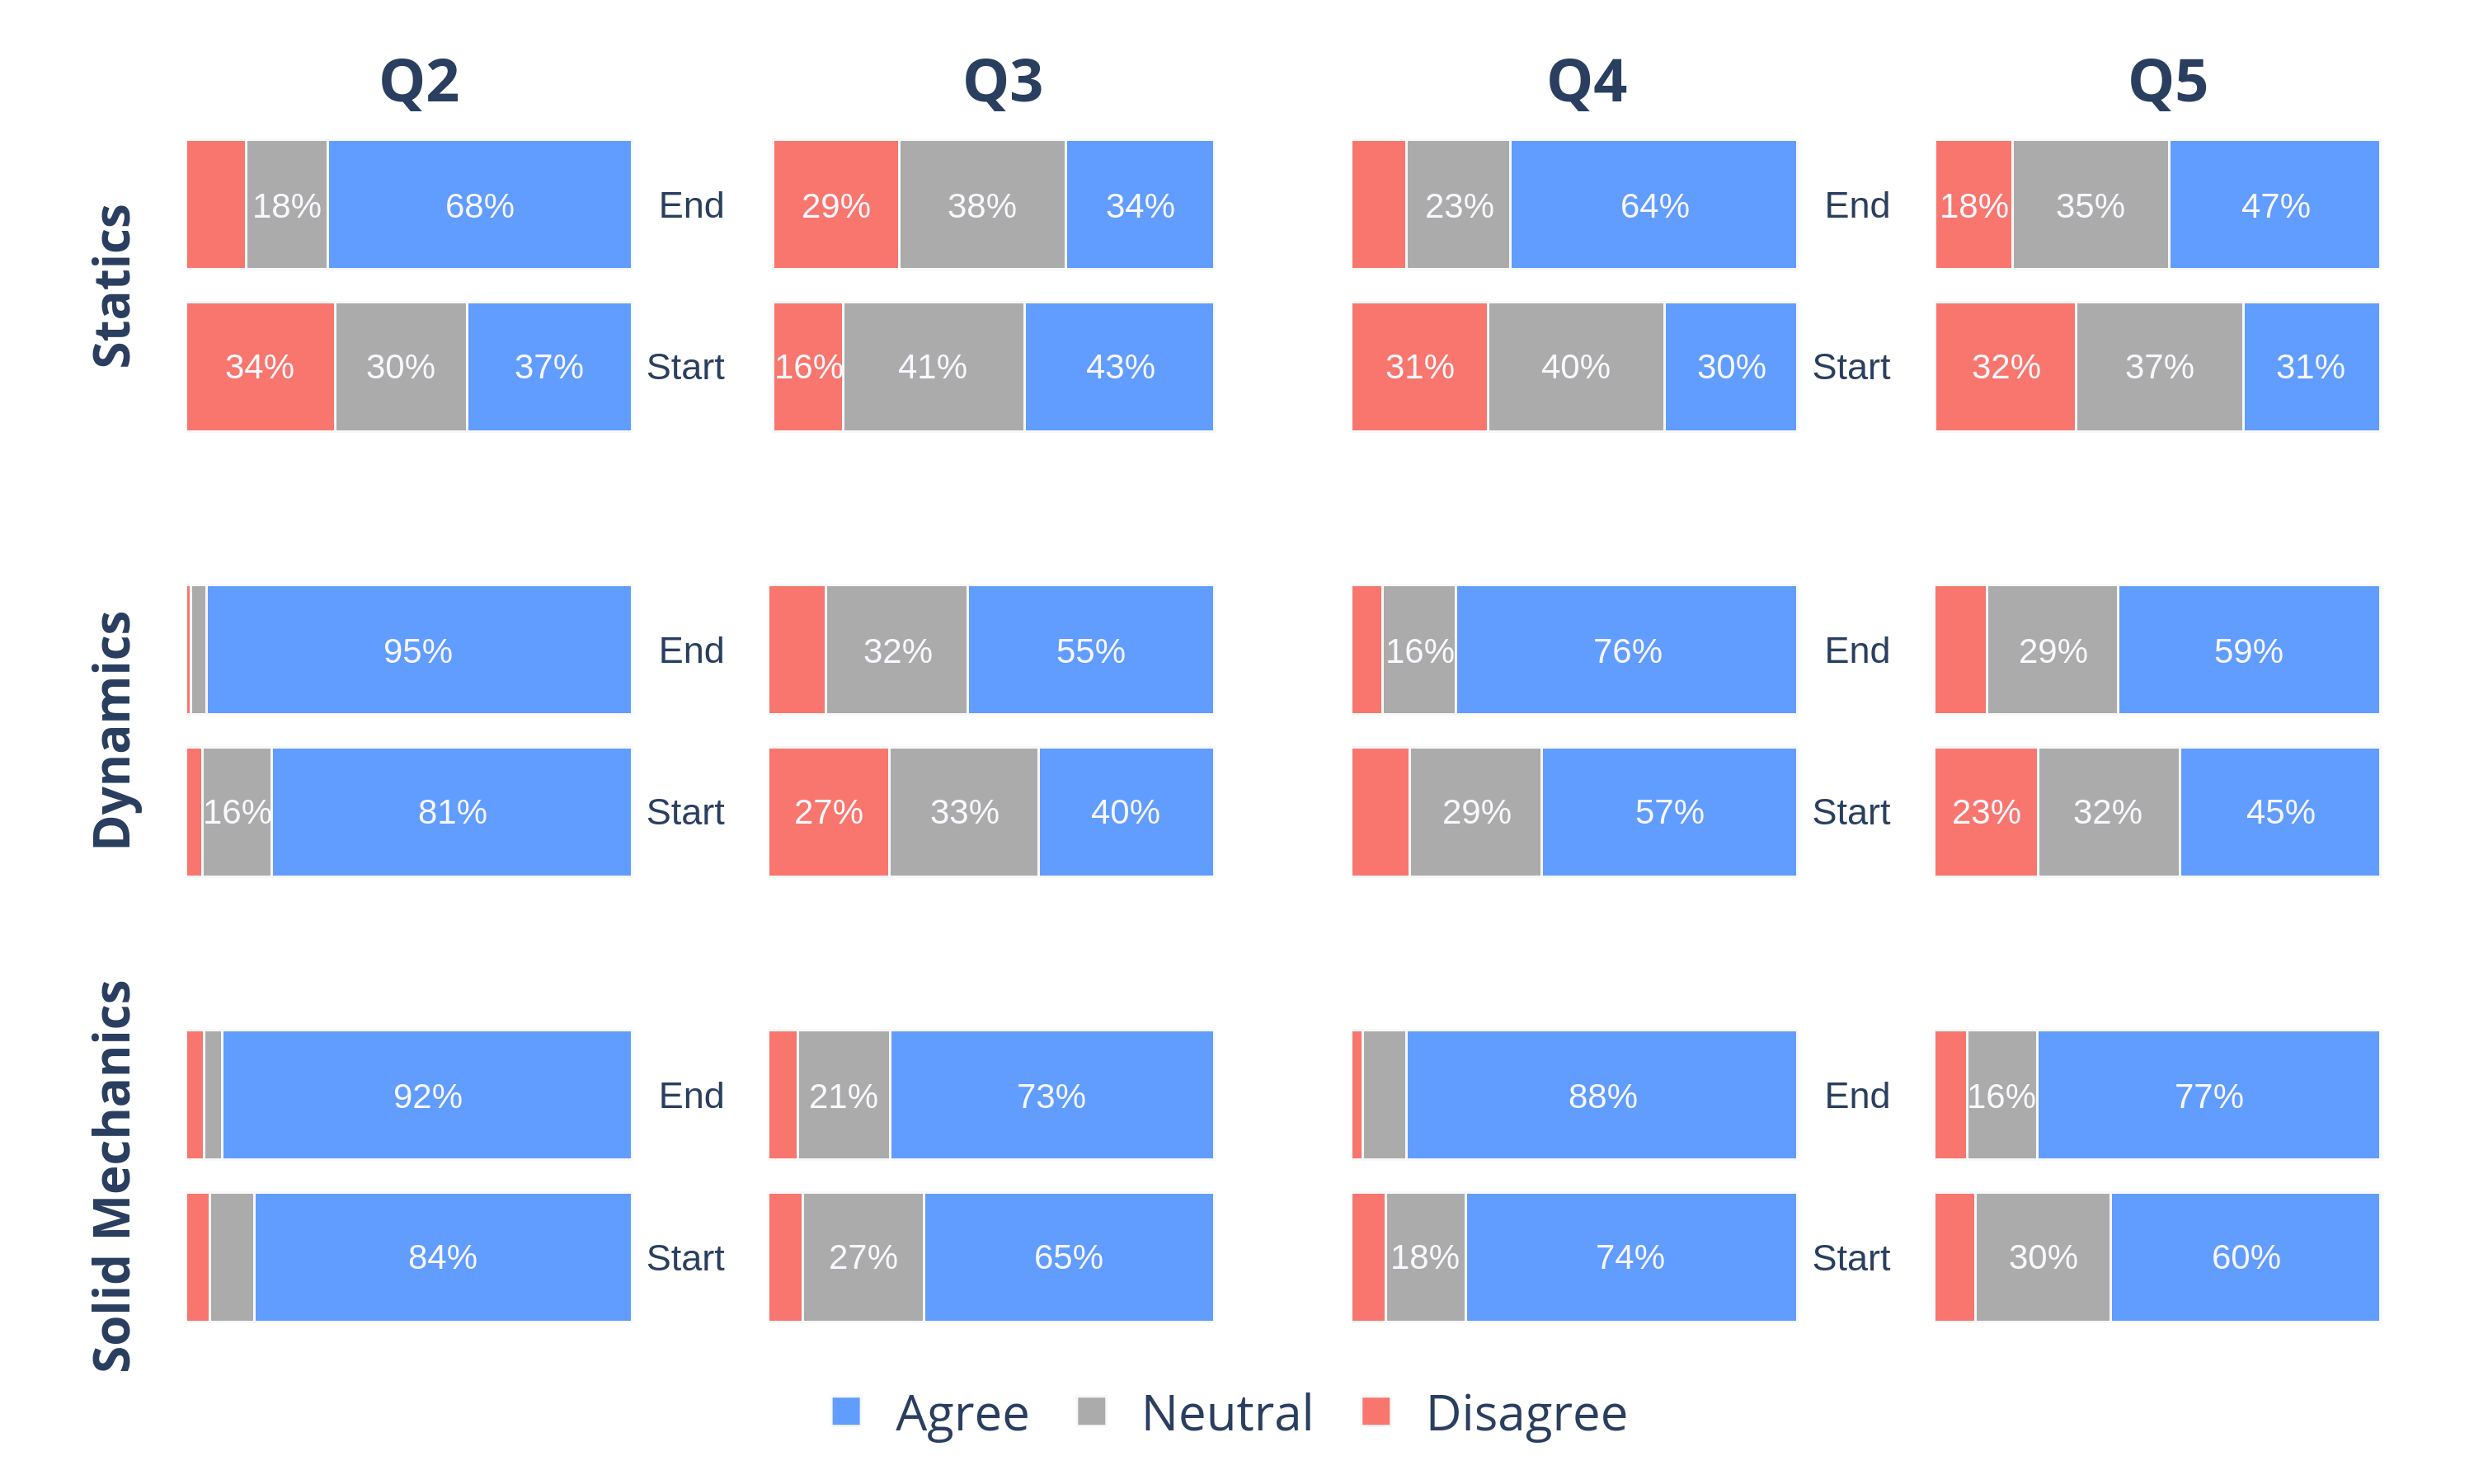 Q2 Q3 Q4 Q5
Statics
18% 68% End 29% 38% 34% 23% 64% End 18% 35% 47%
34% 30% 37% Start 16% 41% 43% 31% 40% 30% Start 32% 37% 31%
Dynamics
95% End 32% 55% 16% 76% End 29% 59%
16% 81% Start 27% 33% 40% 29% 57% Start 23% 32% 45%
Solid Mechanics
92% End 21% 73% 88% End 16% 77%
84% Start 27% 65% 18% 74% Start 30% 60%
Agree Neutral Disagree